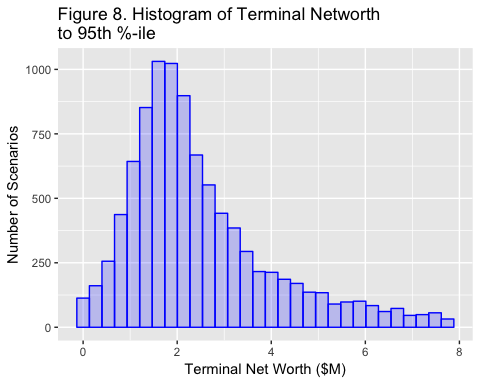 Figure 8. Histogram of Terminal Networth
to 95th %-ile
1000
750
500
250
0
Number of Scenarios
0 2 4 6 8
Terminal Net Worth ($M)